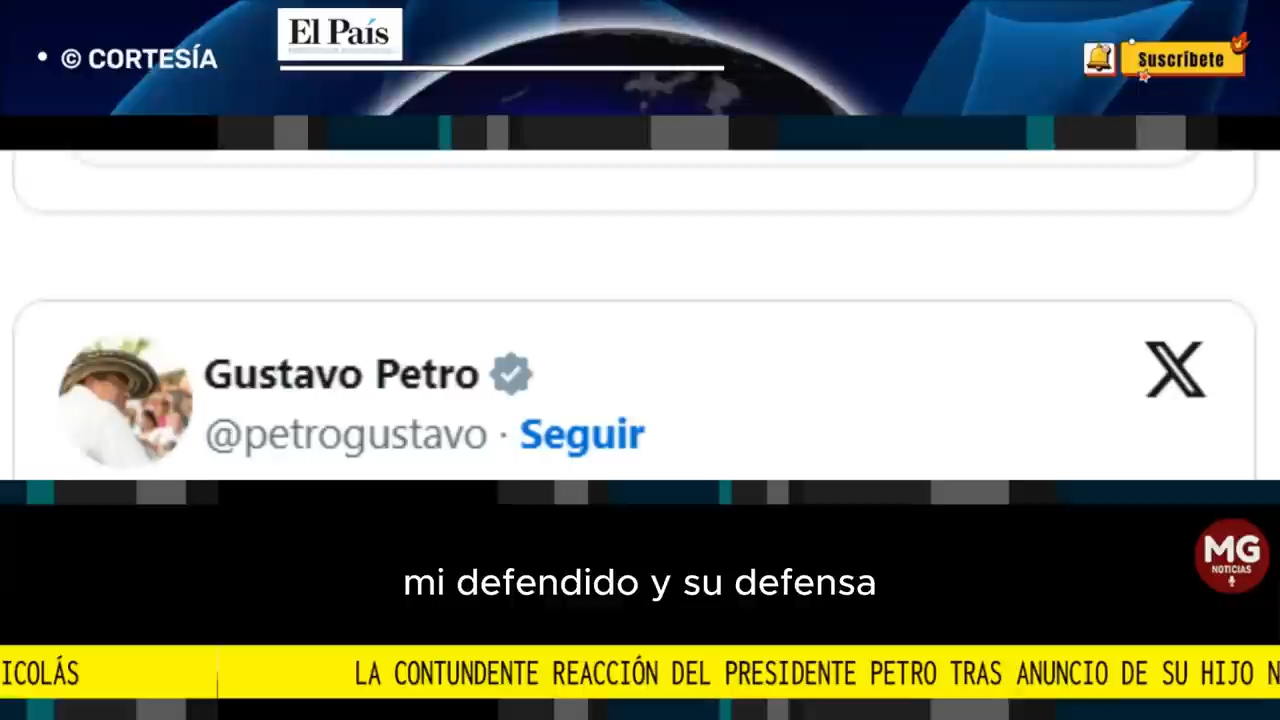 • © CORTESÍA
El País
Suscríbete
Gustavo Petro
@petrogustavo · Seguir
mi defendido y su defensa
MG
NOTICIAS
ICOLÁS
LA CONTUNDENTE REACCIÓN DEL PRESIDENTE PETRO TRAS ANUNCIO DE SU HIJO N